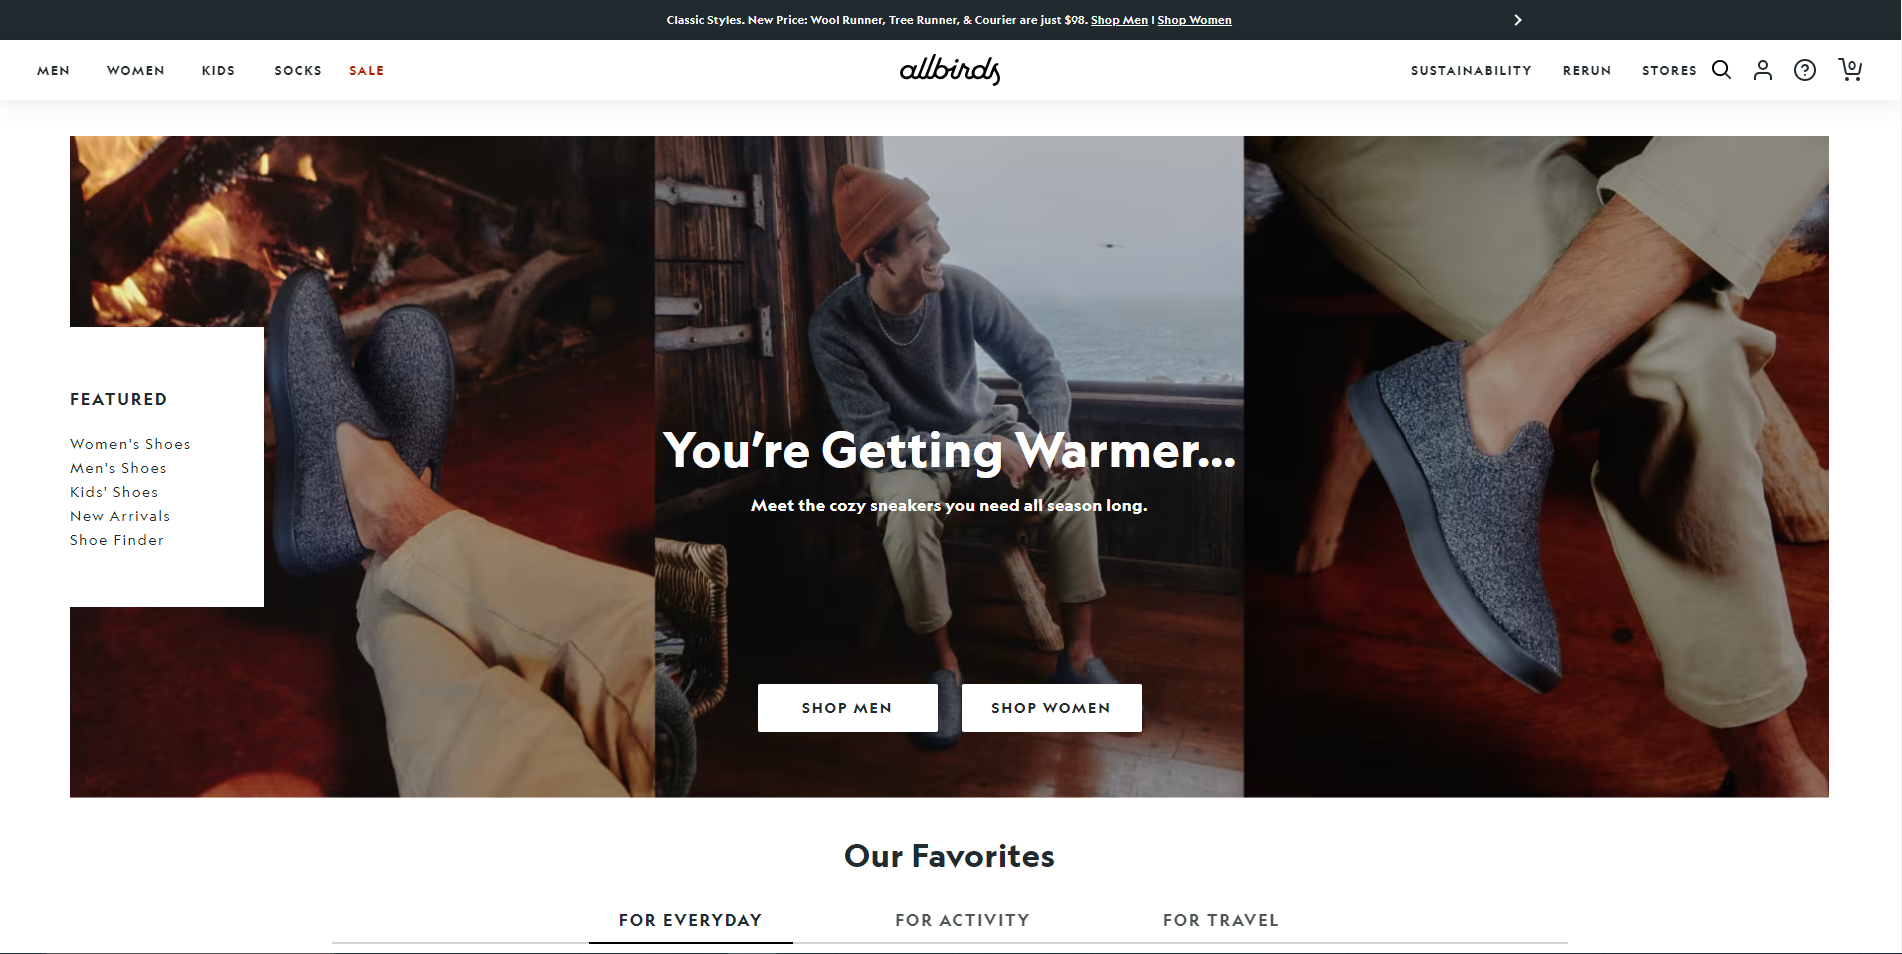 Classic Styles. New Price: Wool Runner, Tree Runner, & Courier are just $98. Shop Men | Shop Women
MEN WOMEN KIDS SOCKS SALE allbirds SUSTAINABILITY RERUN STORES 0
FEATURED
Women's Shoes
Men's Shoes
Kids' Shoes
New Arrivals
Shoe Finder
You’re Getting Warmer...
Meet the cozy sneakers you need all season long.
SHOP MEN SHOP WOMEN
Our Favorites
FOR EVERYDAY FOR ACTIVITY FOR TRAVEL